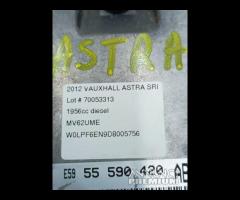 ASTRA
2012 VAUXHALL ASTRA SRI
Lot # 70053313
1956cc diesel
MV62UME
W0LPF6EN9D8005756
E59 55 590 420 AB